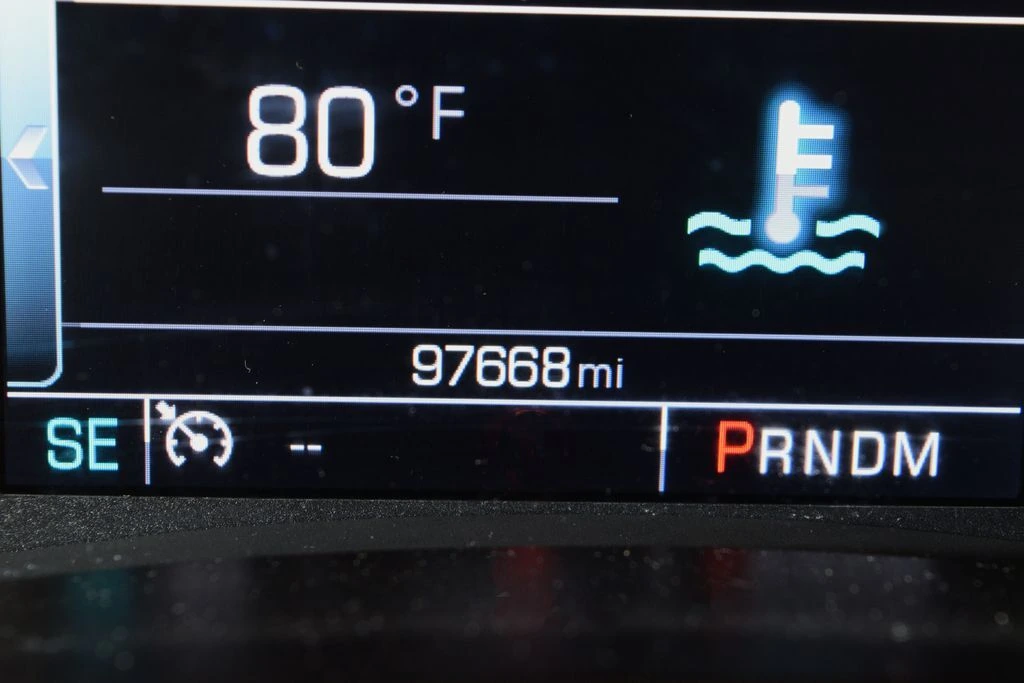 80 °F
97668 mi
SE -- PRNDM